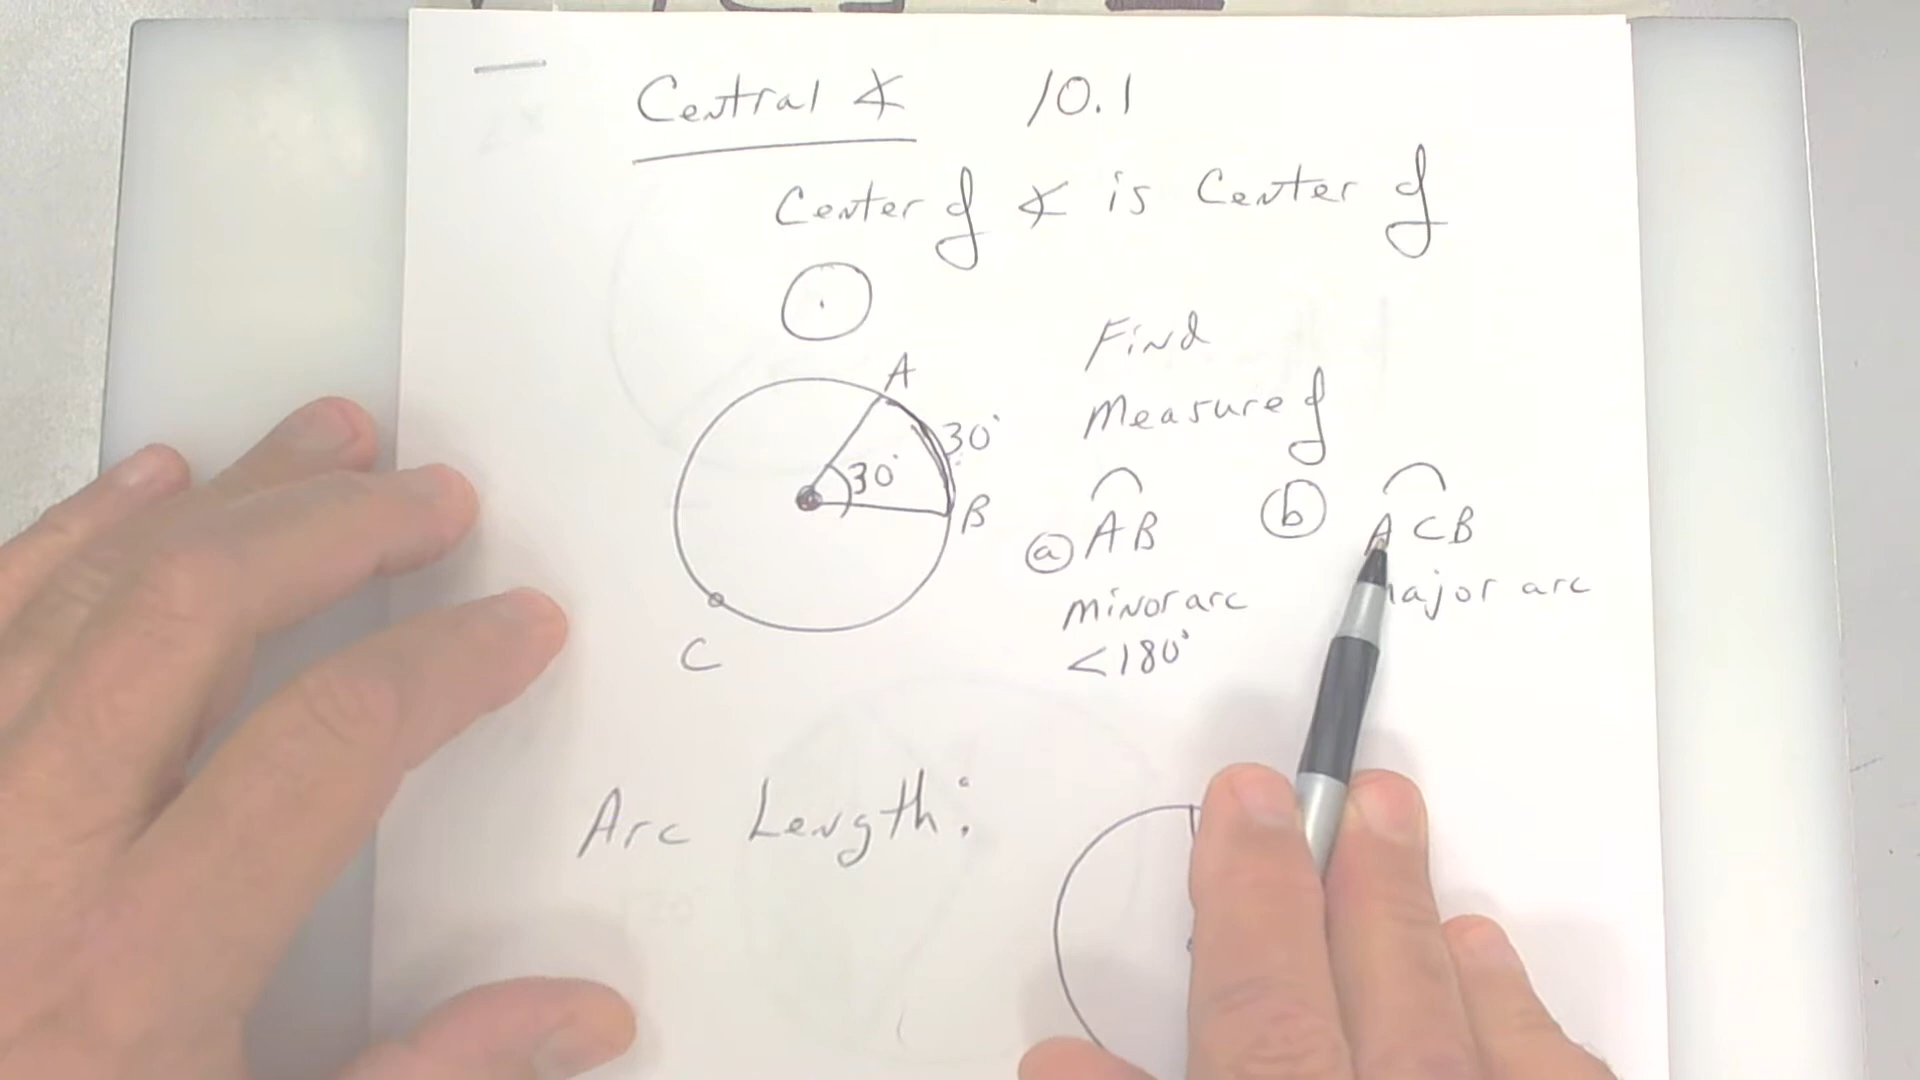 Central ∡ 10.1
Center of ∡ is Center of
⊙
Find
Measure of
A
30°
30°
B
C
(a) AB (b) ACB
minor arc major arc
<180°
Arc Length: